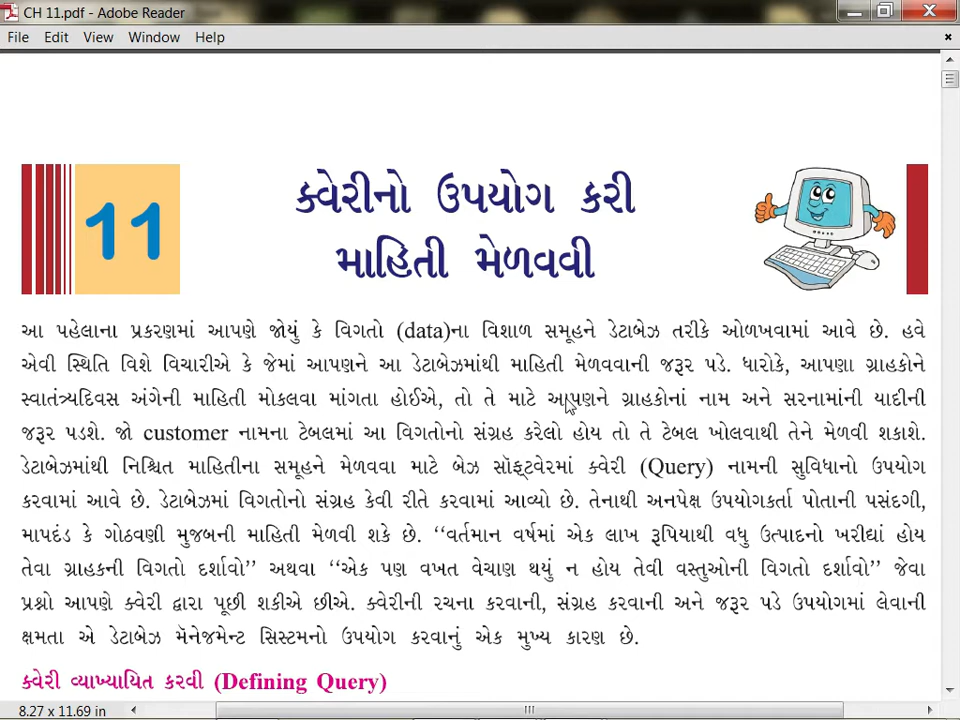 CH 11.pdf - Adobe Reader
File Edit View Window Help
11
ક્વેરીનો ઉપયોગ કરી
માહિતી મેળવવી
આ પહેલાના પ્રકરણમાં આપણે જોયું કે વિગતો (data)ના વિશાળ સમૂહને ડેટાબેઝ તરીકે ઓળખવામાં આવે છે. હવે
એવી સ્થિતિ વિશે વિચારીએ કે જેમાં આપણને આ ડેટાબેઝમાંથી માહિતી મેળવવાની જરૂર પડે. ધારોકે, આપણા ગ્રાહકોને
સ્વાતંત્ર્યદિવસ અંગેની માહિતી મોકલવા માંગતા હોઈએ, તો તે માટે આપણને ગ્રાહકોનાં નામ અને સરનામાંની યાદીની
જરૂર પડશે. જો customer નામના ટેબલમાં આ વિગતોનો સંગ્રહ કરેલો હોય તો તે ટેબલ ખોલવાથી તેને મેળવી શકાશે.
ડેટાબેઝમાંથી નિશ્ચિત માહિતીના સમૂહને મેળવવા માટે બેઝ સૉફ્ટવેરમાં ક્વેરી (Query) નામની સુવિધાનો ઉપયોગ
કરવામાં આવે છે. ડેટાબેઝમાં વિગતોનો સંગ્રહ કેવી રીતે કરવામાં આવ્યો છે. તેનાથી અનપેક્ષ ઉપયોગકર્તા પોતાની પસંદગી,
માપદંડ કે ગોઠવણી મુજબની માહિતી મેળવી શકે છે. ‘‘વર્તમાન વર્ષમાં એક લાખ રૂપિયાથી વધુ ઉત્પાદનો ખરીદ્યાં હોય
તેવા ગ્રાહકની વિગતો દર્શાવો’’ અથવા ‘‘એક પણ વખત વેચાણ થયું ન હોય તેવી વસ્તુઓની વિગતો દર્શાવો’’ જેવા
પ્રશ્નો આપણે ક્વેરી દ્વારા પૂછી શકીએ છીએ. ક્વેરીની રચના કરવાની, સંગ્રહ કરવાની અને જરૂર પડે ઉપયોગમાં લેવાની
ક્ષમતા એ ડેટાબેઝ મૅનેજમેન્ટ સિસ્ટમનો ઉપયોગ કરવાનું એક મુખ્ય કારણ છે.
ક્વેરી વ્યાખ્યાયિત કરવી (Defining Query)
8.27 x 11.69 in